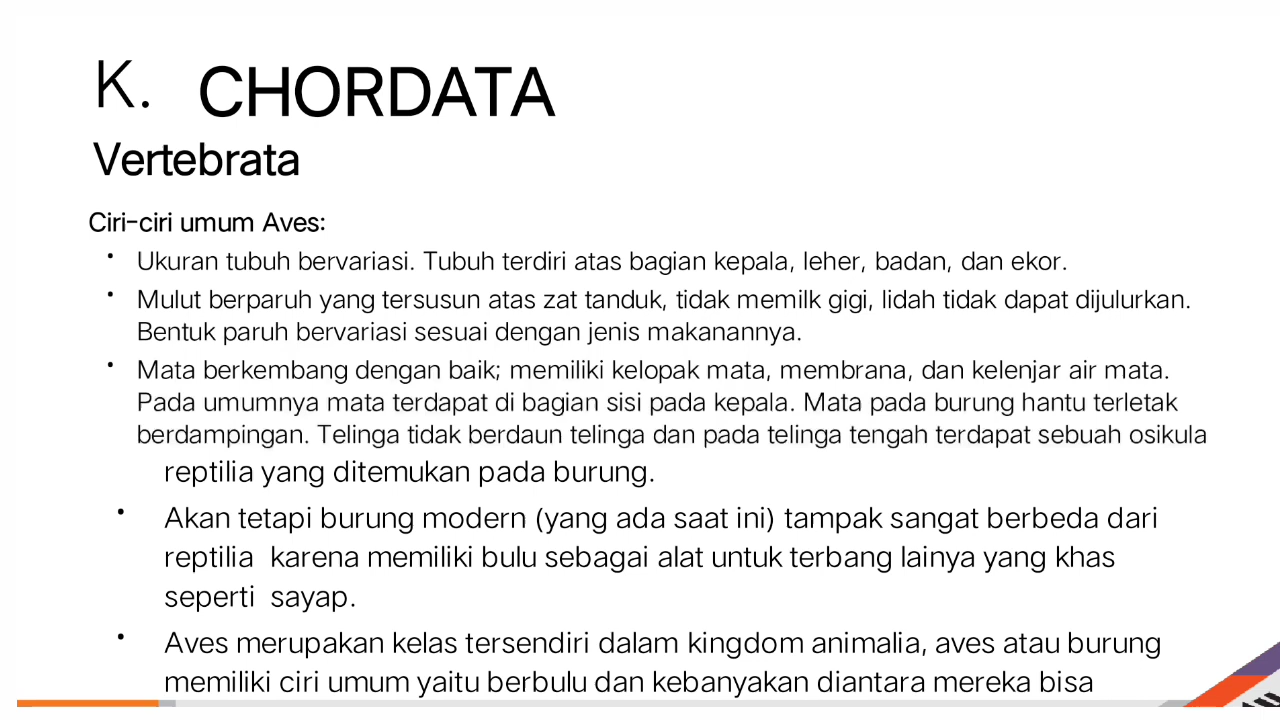 K. CHORDATA
Vertebrata
Ciri-ciri umum Aves:
• Ukuran tubuh bervariasi. Tubuh terdiri atas bagian kepala, leher, badan, dan ekor.
• Mulut berparuh yang tersusun atas zat tanduk, tidak memilk gigi, lidah tidak dapat dijulurkan.
Bentuk paruh bervariasi sesuai dengan jenis makanannya.
• Mata berkembang dengan baik; memiliki kelopak mata, membrana, dan kelenjar air mata.
Pada umumnya mata terdapat di bagian sisi pada kepala. Mata pada burung hantu terletak
berdampingan. Telinga tidak berdaun telinga dan pada telinga tengah terdapat sebuah osikula
reptilia yang ditemukan pada burung.
• Akan tetapi burung modern (yang ada saat ini) tampak sangat berbeda dari
reptilia karena memiliki bulu sebagai alat untuk terbang lainya yang khas
seperti sayap.
• Aves merupakan kelas tersendiri dalam kingdom animalia, aves atau burung
memiliki ciri umum yaitu berbulu dan kebanyakan diantara mereka bisa